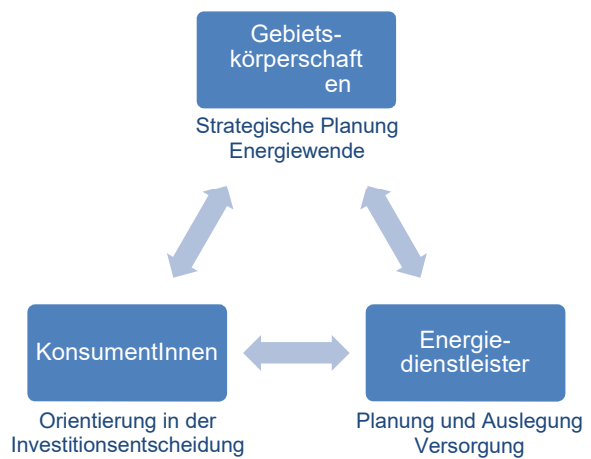 Gebiets-
körperschaft
en
Strategische Planung
Energiewende
KonsumentInnen
Energie-
dienstleister
Orientierung in der
Investitionsentscheidung
Planung und Auslegung
Versorgung